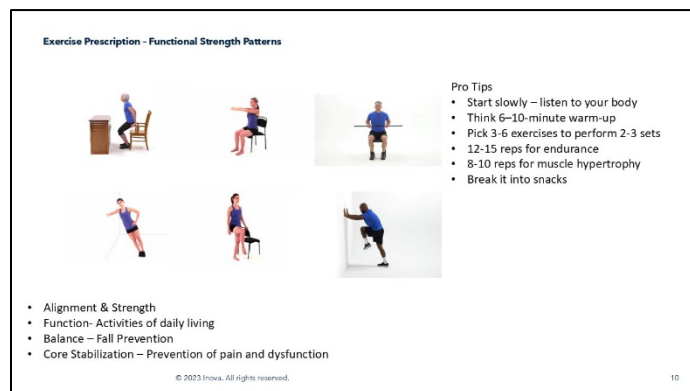 Exercise Prescription – Functional Strength Patterns
Pro Tips
• Start slowly – listen to your body
• Think 6–10-minute warm-up
• Pick 3-6 exercises to perform 2-3 sets
• 12-15 reps for endurance
• 8-10 reps for muscle hypertrophy
• Break it into snacks
• Alignment & Strength
• Function- Activities of daily living
• Balance – Fall Prevention
• Core Stabilization – Prevention of pain and dysfunction
© 2023 Inova. All rights reserved.
10